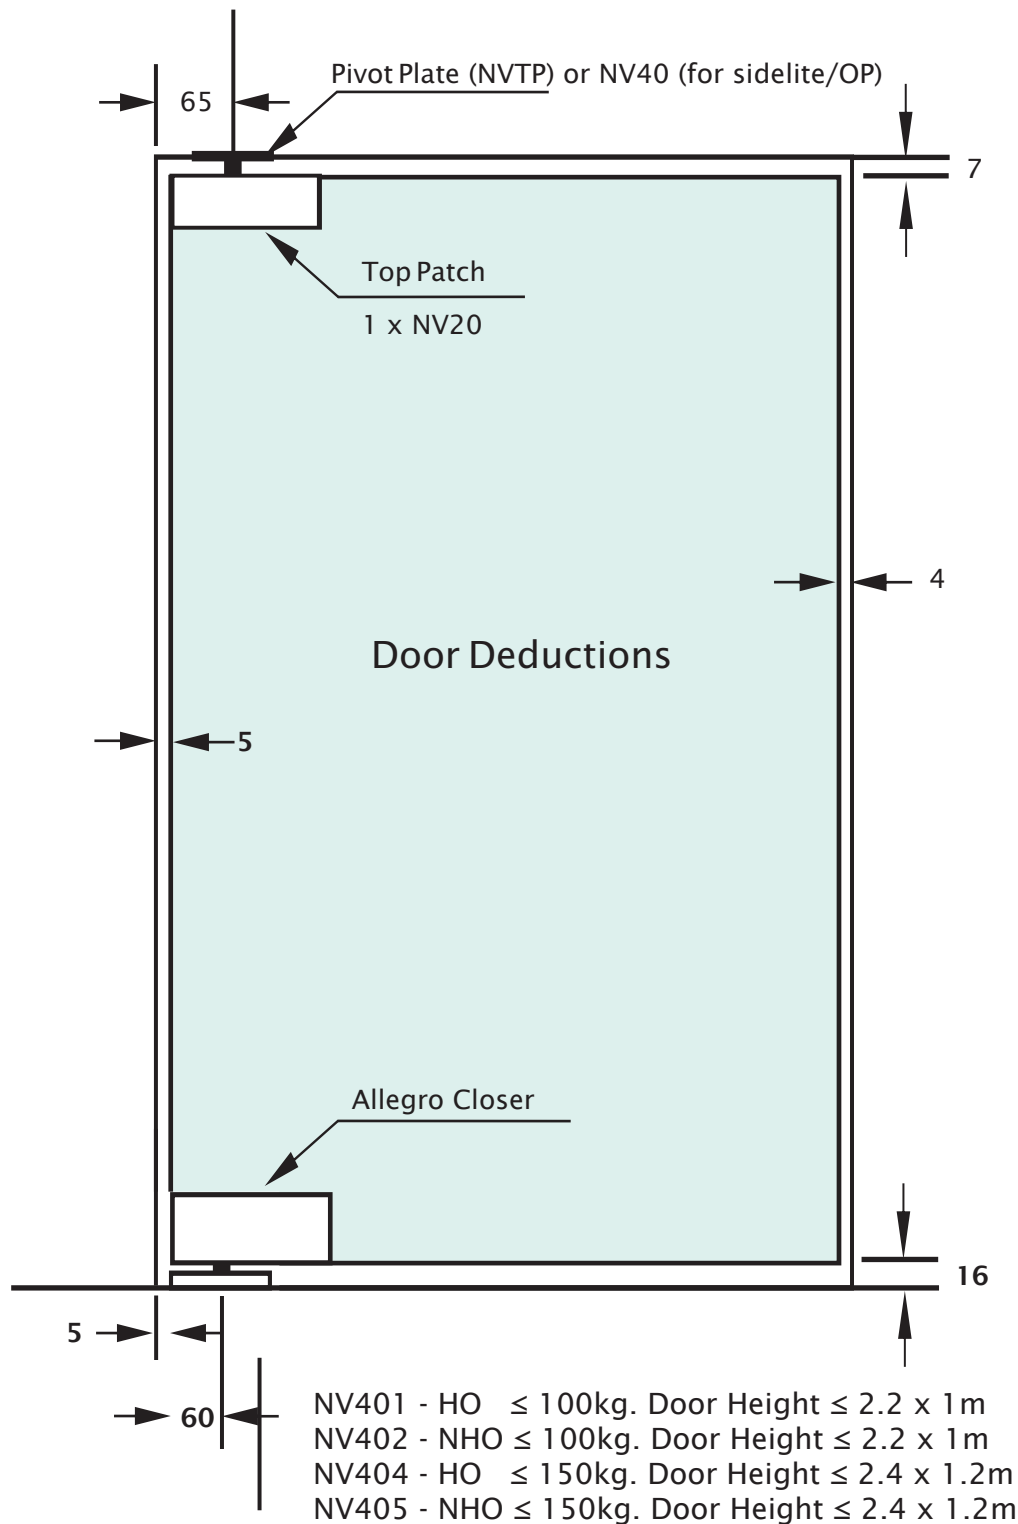 Pivot Plate (NVTP) or NV40 (for sidelite/OP)
65
7
Top Patch
1 x NV20
4
Door Deductions
5
Allegro Closer
16
5
60
NV401 - HO ≤ 100kg. Door Height ≤ 2.2 x 1m
NV402 - NHO ≤ 100kg. Door Height ≤ 2.2 x 1m
NV404 - HO ≤ 150kg. Door Height ≤ 2.4 x 1.2m
NV405 - NHO ≤ 150kg. Door Height ≤ 2.4 x 1.2m